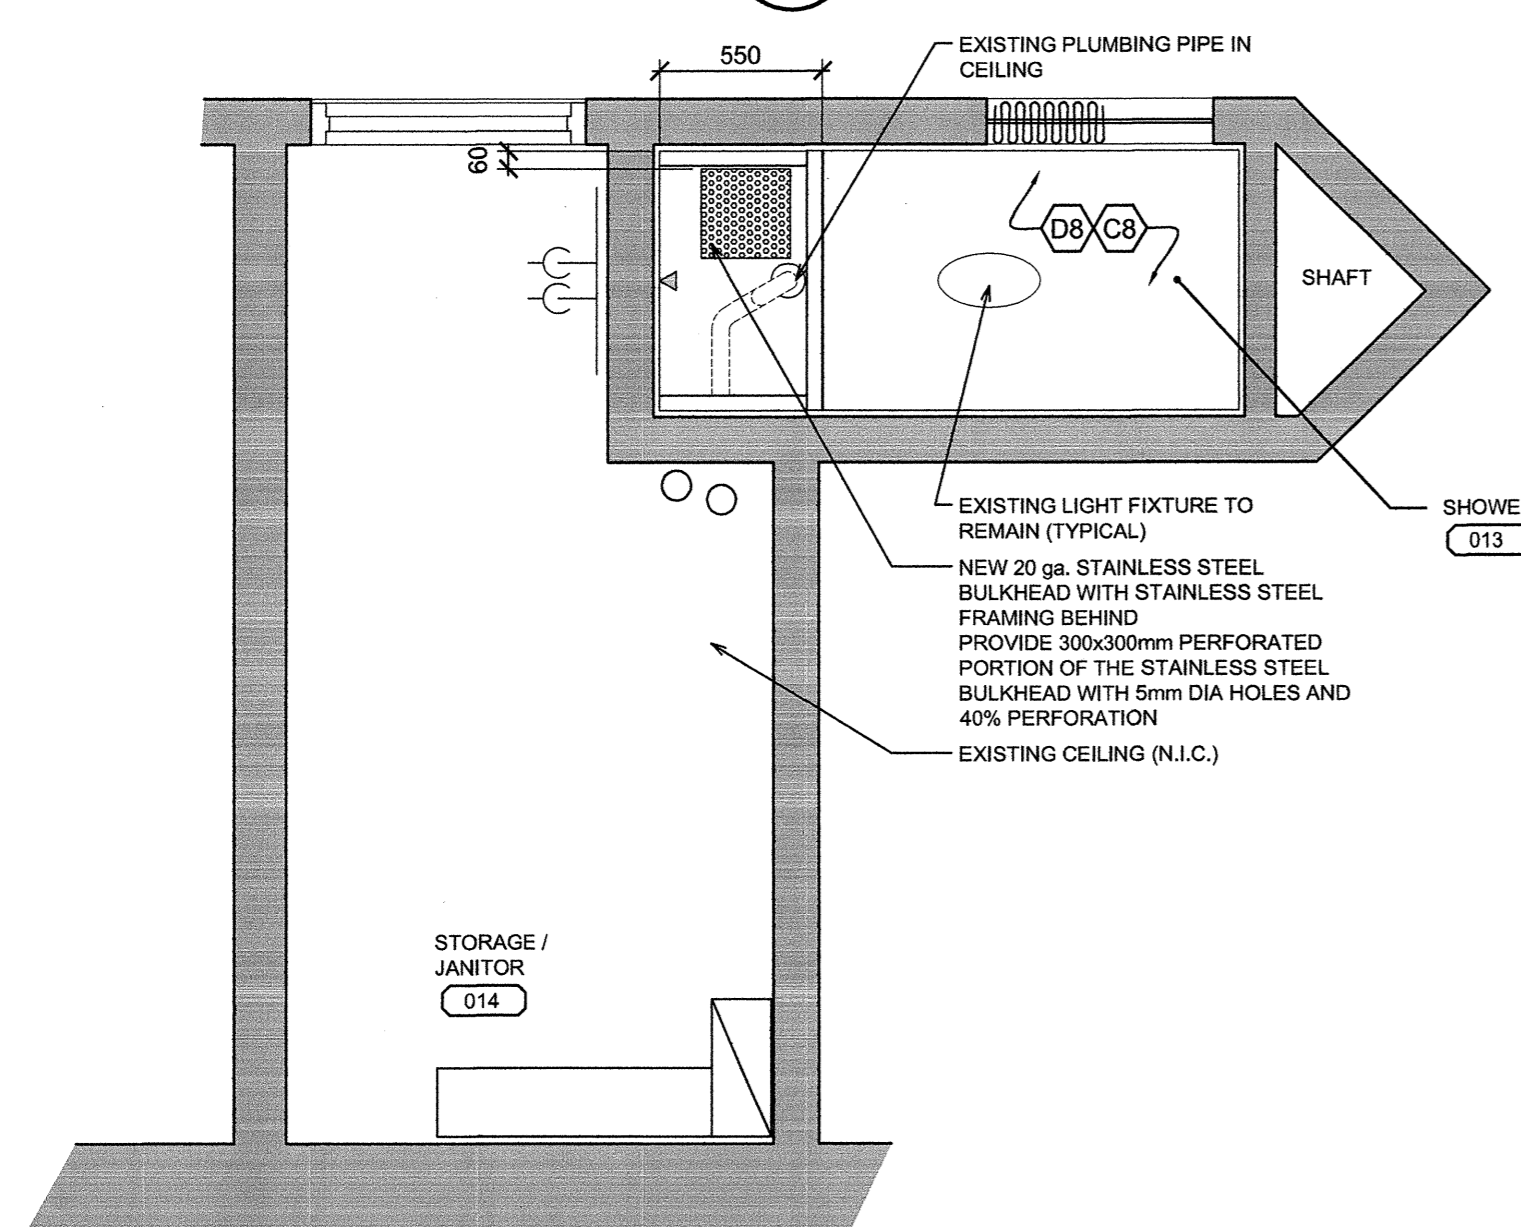 550
EXISTING PLUMBING PIPE IN
CEILING
60
D8 C8
SHAFT
EXISTING LIGHT FIXTURE TO
REMAIN (TYPICAL)
SHOWE
013
NEW 20 ga. STAINLESS STEEL
BULKHEAD WITH STAINLESS STEEL
FRAMING BEHIND
PROVIDE 300x300mm PERFORATED
PORTION OF THE STAINLESS STEEL
BULKHEAD WITH 5mm DIA HOLES AND
40% PERFORATION
EXISTING CEILING (N.I.C.)
STORAGE /
JANITOR
014